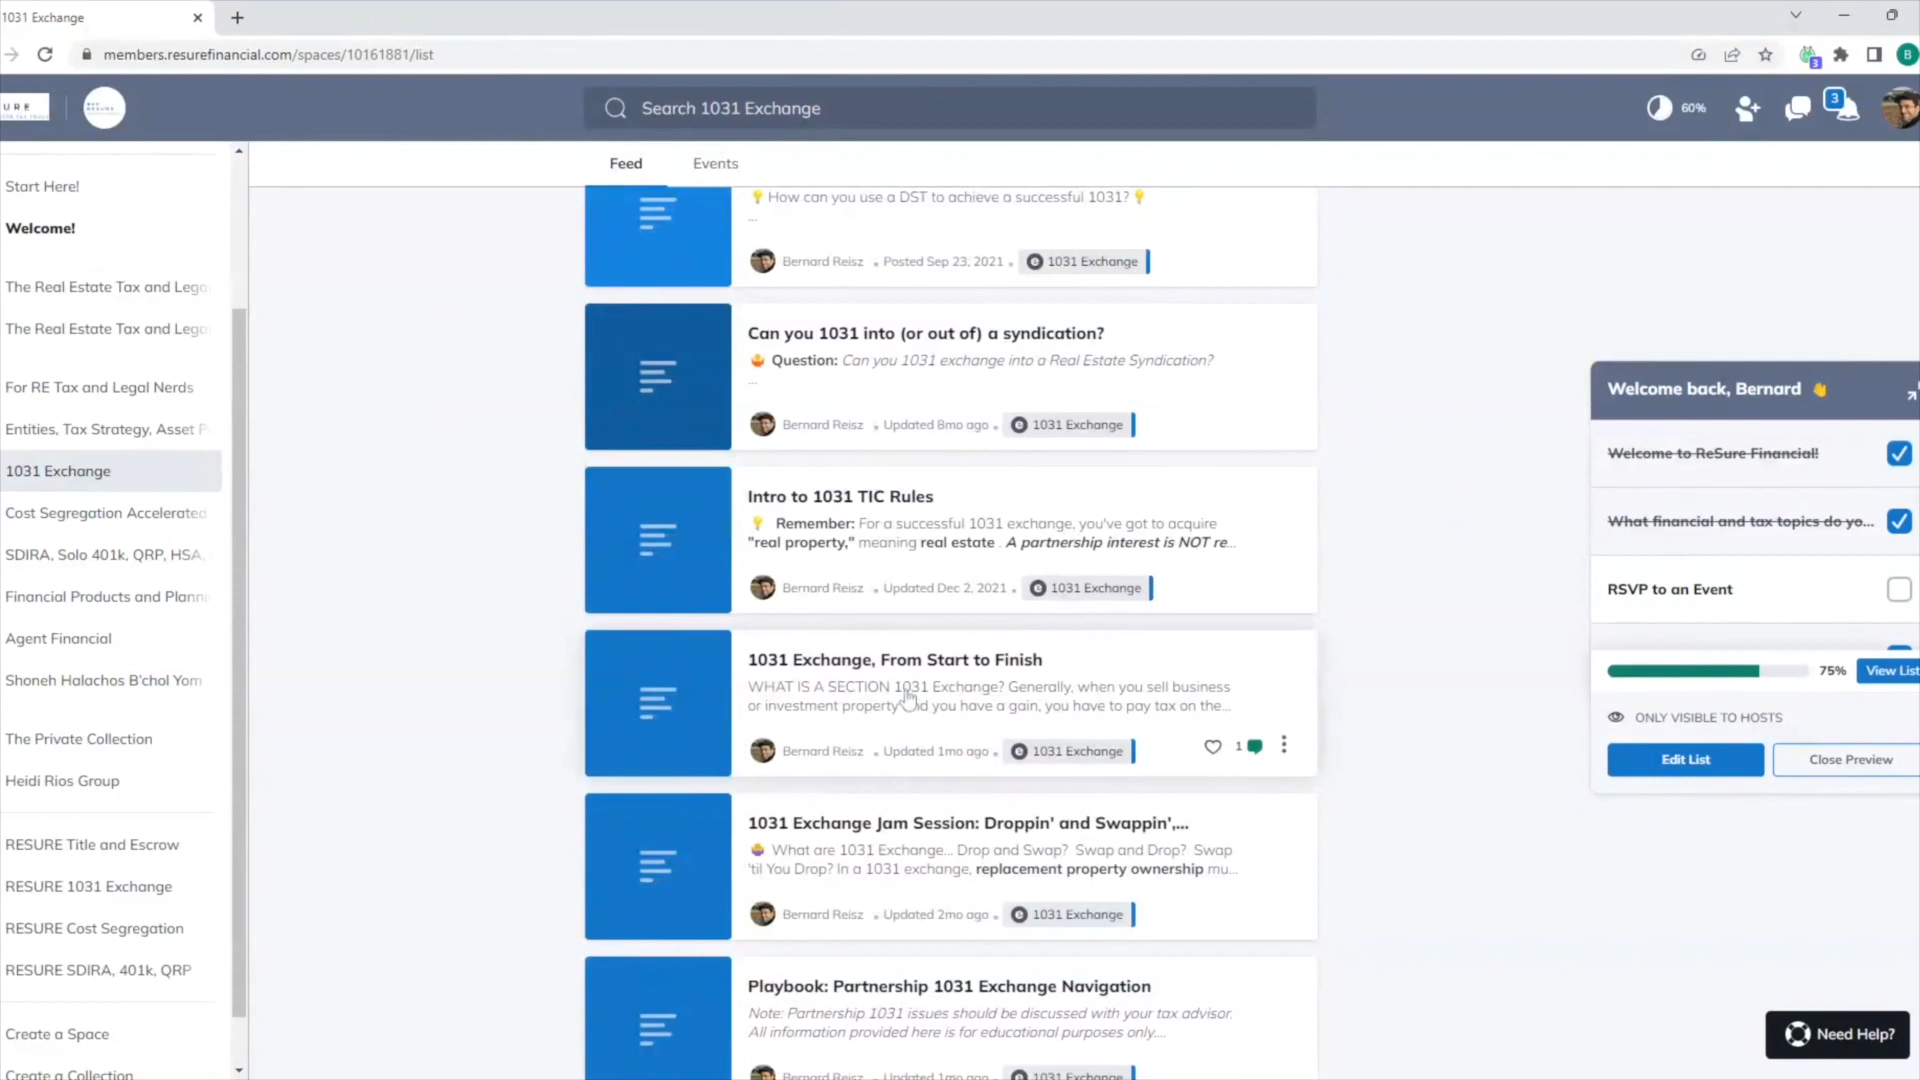 1031 Exchange
members.resurefinancial.com/spaces/10161881/list
3
B
URE
Search 1031 Exchange
60%
3
Start Here!
Welcome!
The Real Estate Tax and Lega
The Real Estate Tax and Legal
For RE Tax and Legal Nerds
Entities, Tax Strategy, Asset P
1031 Exchange
Cost Segregation Accelerated
SDIRA, Solo 401k, QRP, HSA,
Financial Products and Planni
Agent Financial
Shoneh Halachos B'chol Yom
The Private Collection
Heidi Rios Group
RESURE Title and Escrow
RESURE 1031 Exchange
RESURE Cost Segregation
RESURE SDIRA, 401k, QRP
Create a Space
Create a Collection
Feed
Events
💡 How can you use a DST to achieve a successful 1031? 💡
...
Bernard Reisz • Posted Sep 23, 2021 • 1031 Exchange
Can you 1031 into (or out of) a syndication?
Question: Can you 1031 exchange into a Real Estate Syndication?
...
Bernard Reisz • Updated 8mo ago • 1031 Exchange
Intro to 1031 TIC Rules
💡 Remember: For a successful 1031 exchange, you've got to acquire
"real property," meaning real estate . A partnership interest is NOT re...
Bernard Reisz • Updated Dec 2, 2021 • 1031 Exchange
1031 Exchange, From Start to Finish
WHAT IS A SECTION 1031 Exchange? Generally, when you sell business
or investment property and you have a gain, you have to pay tax on the...
Bernard Reisz • Updated 1mo ago • 1031 Exchange
1
1031 Exchange Jam Session: Droppin' and Swappin',...
What are 1031 Exchange... Drop and Swap? Swap and Drop? Swap
'til You Drop? In a 1031 exchange, replacement property ownership mu...
Bernard Reisz • Updated 2mo ago • 1031 Exchange
Playbook: Partnership 1031 Exchange Navigation
Note: Partnership 1031 issues should be discussed with your tax advisor.
All information provided here is for educational purposes only....
Bernard Reisz • Updated 1mo ago • 1031 Exchange
Welcome back, Bernard 👋
Welcome to ReSure Financial!
What financial and tax topics do yo...
RSVP to an Event
75%
View List
ONLY VISIBLE TO HOSTS
Edit List
Close Preview
Need Help?